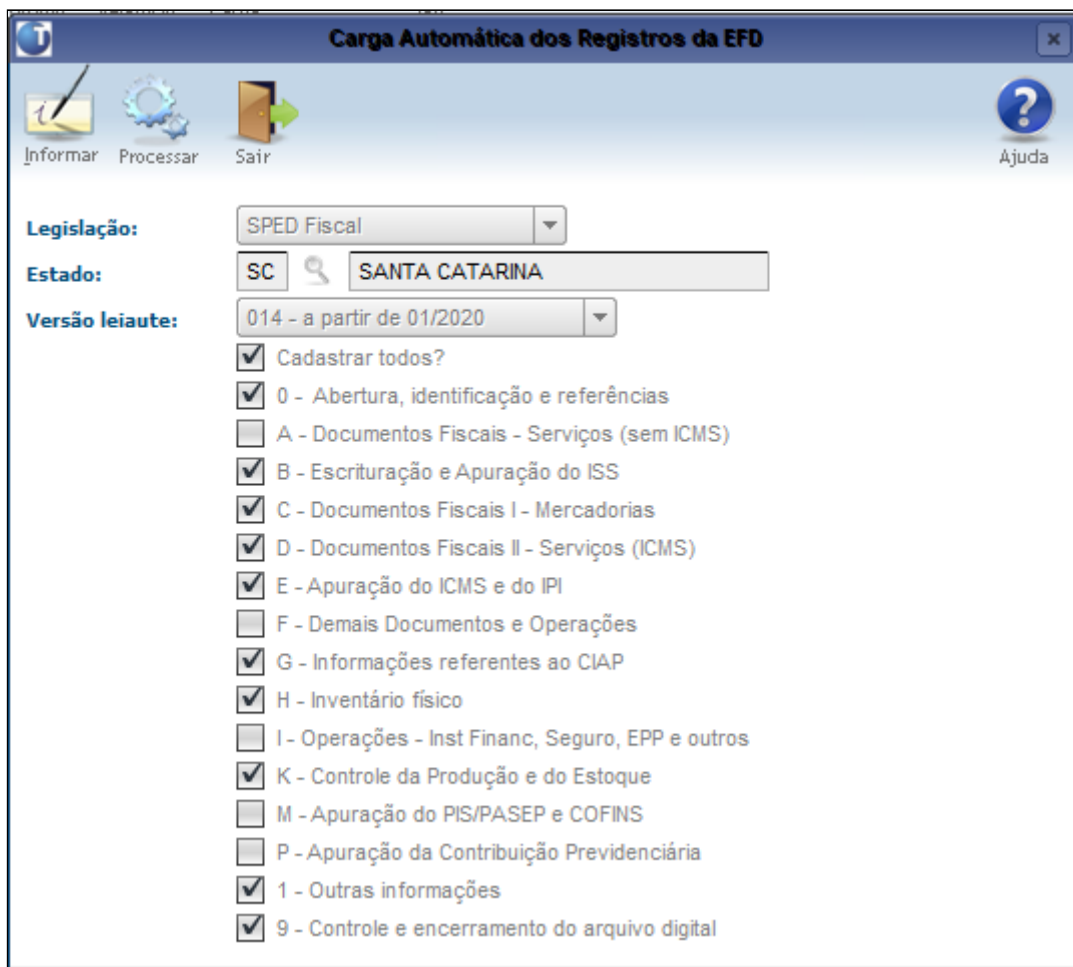 Carga Automática dos Registros da EFD
Informar Processar Sair Ajuda
Legislação: SPED Fiscal
Estado: SC SANTA CATARINA
Versão leiaute: 014 - a partir de 01/2020
Cadastrar todos?
0 - Abertura, identificação e referências
A - Documentos Fiscais - Serviços (sem ICMS)
B - Escrituração e Apuração do ISS
C - Documentos Fiscais I - Mercadorias
D - Documentos Fiscais II - Serviços (ICMS)
E - Apuração do ICMS e do IPI
F - Demais Documentos e Operações
G - Informações referentes ao CIAP
H - Inventário físico
I - Operações - Inst Financ, Seguro, EPP e outros
K - Controle da Produção e do Estoque
M - Apuração do PIS/PASEP e COFINS
P - Apuração da Contribuição Previdenciária
1 - Outras informações
9 - Controle e encerramento do arquivo digital